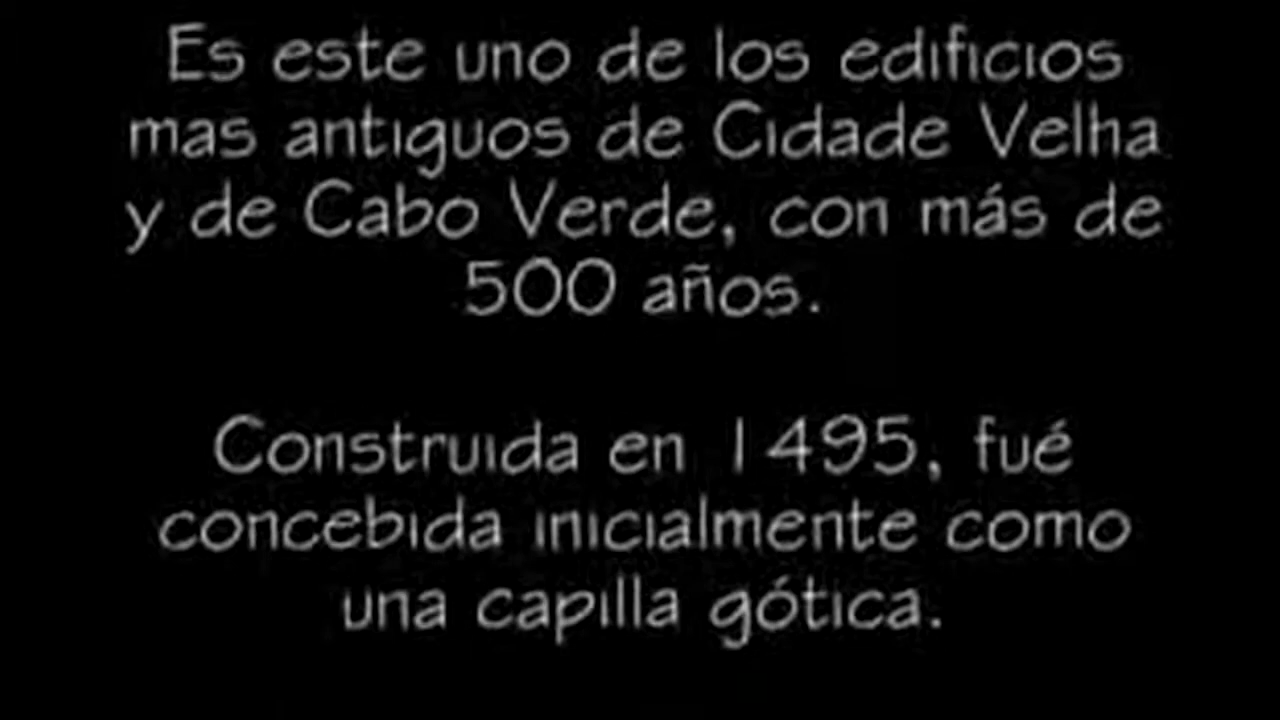 Es este uno de los edificios
mas antiguos de Cidade Velha
y de Cabo Verde, con más de
500 años.
Construida en 1495, fué
concebida inicialmente como
una capilla gótica.